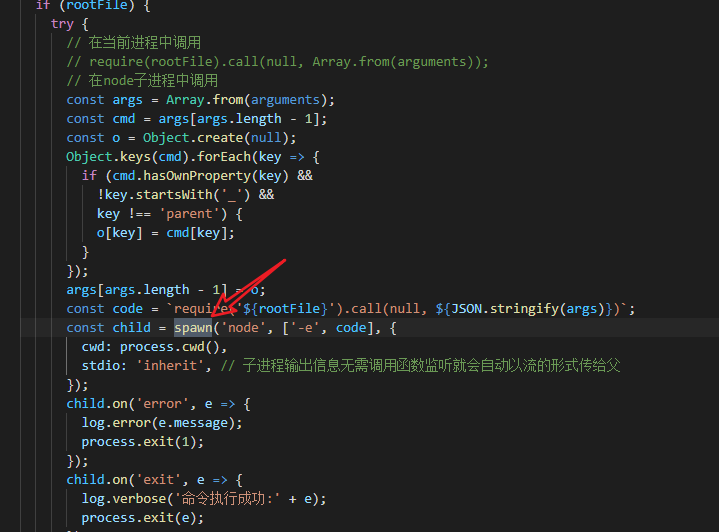 if (rootFile) {
try {
// 在当前进程中调用
// require(rootFile).call(null, Array.from(arguments));
// 在node子进程中调用
const args = Array.from(arguments);
const cmd = args[args.length - 1];
const o = Object.create(null);
Object.keys(cmd).forEach(key => {
if (cmd.hasOwnProperty(key) &&
!key.startsWith('_') &&
key !== 'parent') {
o[key] = cmd[key];
}
});
args[args.length - 1] = o;
const code = `require('${rootFile}').call(null, ${JSON.stringify(args)})`;
const child = spawn('node', ['-e', code], {
cwd: process.cwd(),
stdio: 'inherit', // 子进程输出信息无需调用函数监听就会自动以流的形式传给父
});
child.on('error', e => {
log.error(e.message);
process.exit(1);
});
child.on('exit', e => {
log.verbose('命令执行成功:' + e);
process.exit(e);